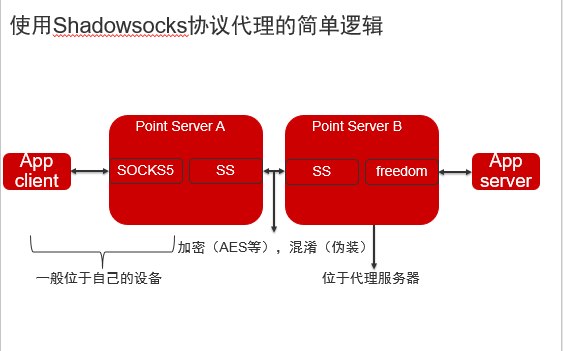 使用Shadowsocks协议代理的简单逻辑
Point Server A
Point Server B
App
client
SOCKS5
SS
SS
freedom
App
server
加密（AES等），混淆（伪装）
一般位于自己的设备
位于代理服务器